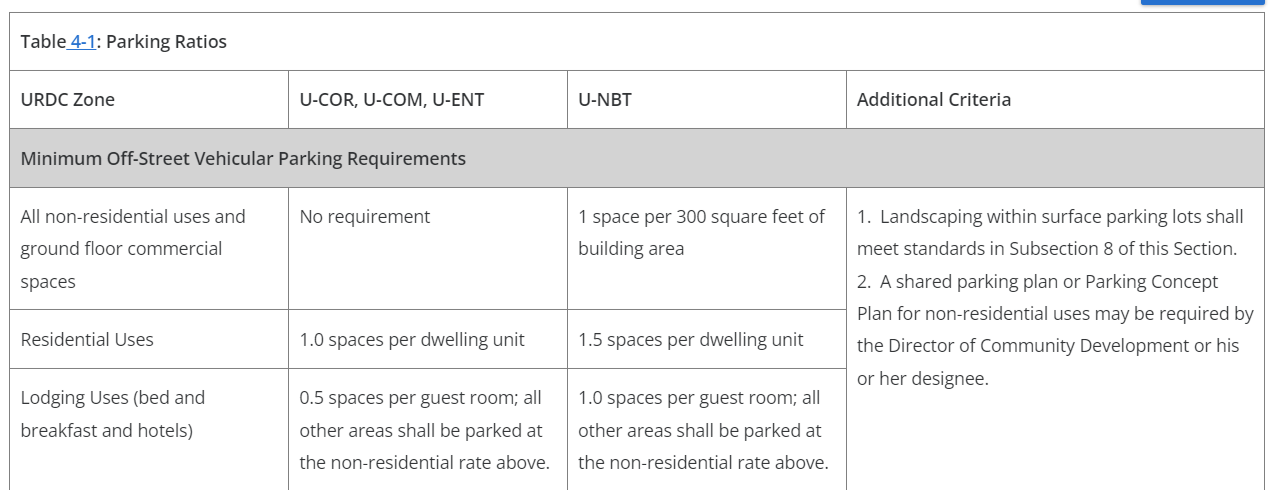 Table 4-1: Parking Ratios
URDC Zone
U-COR, U-COM, U-ENT
U-NBT
Additional Criteria
Minimum Off-Street Vehicular Parking Requirements
All non-residential uses and
ground floor commercial
spaces
No requirement
1 space per 300 square feet of
building area
1.  Landscaping within surface parking lots shall
meet standards in Subsection 8 of this Section.
2.  A shared parking plan or Parking Concept
Plan for non-residential uses may be required by
the Director of Community Development or his
or her designee.
Residential Uses
1.0 spaces per dwelling unit
1.5 spaces per dwelling unit
Lodging Uses (bed and
breakfast and hotels)
0.5 spaces per guest room; all
other areas shall be parked at
the non-residential rate above.
1.0 spaces per guest room; all
other areas shall be parked at
the non-residential rate above.